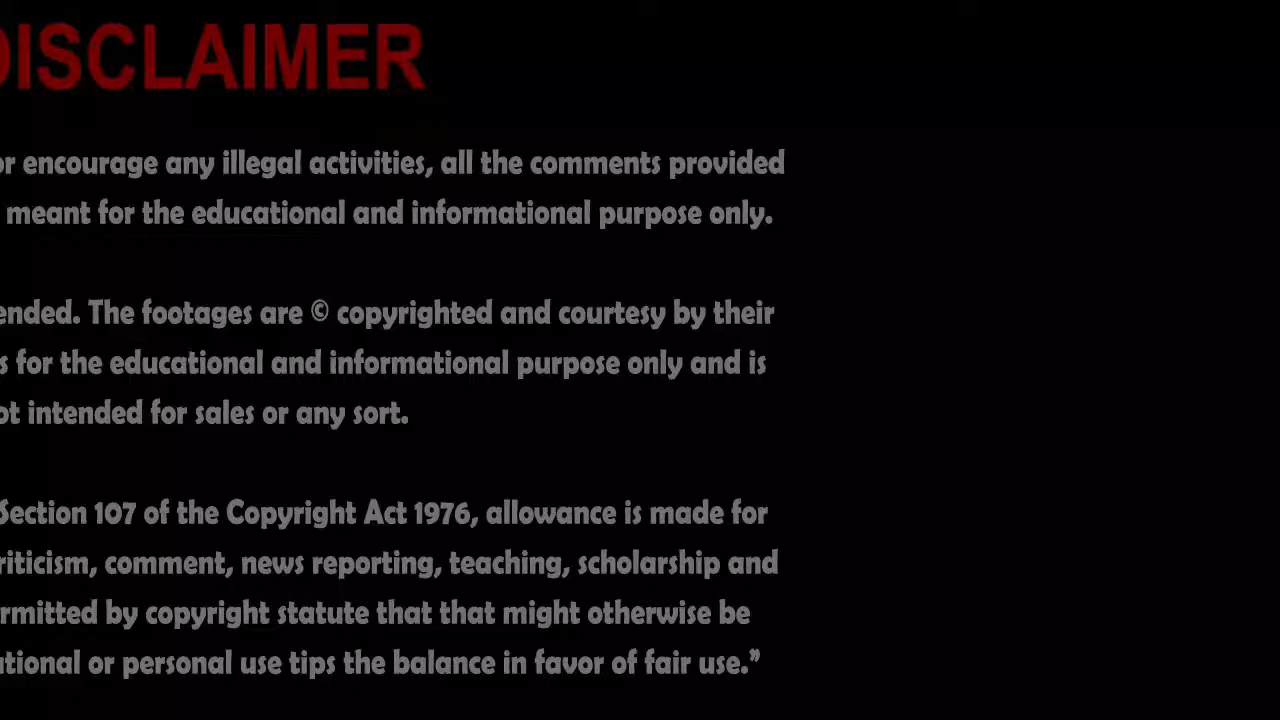 DISCLAIMER
or encourage any illegal activities, all the comments provided
meant for the educational and informational purpose only.
ended. The footages are © copyrighted and courtesy by their
s for the educational and informational purpose only and is
ot intended for sales or any sort.
Section 107 of the Copyright Act 1976, allowance is made for
riticism, comment, news reporting, teaching, scholarship and
rmitted by copyright statute that that might otherwise be
ational or personal use tips the balance in favor of fair use.”